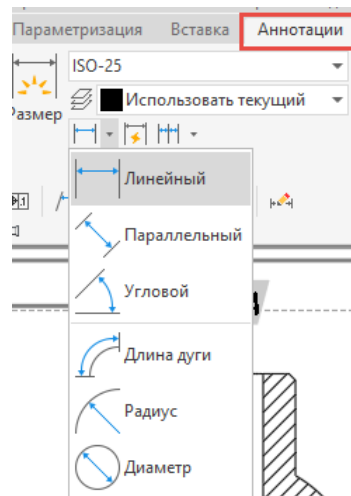 Параметризация Вставка Аннотации
ISO-25
Использовать текущий
Размер
Линейный
Параллельный
Угловой
Длина дуги
Радиус
Диаметр